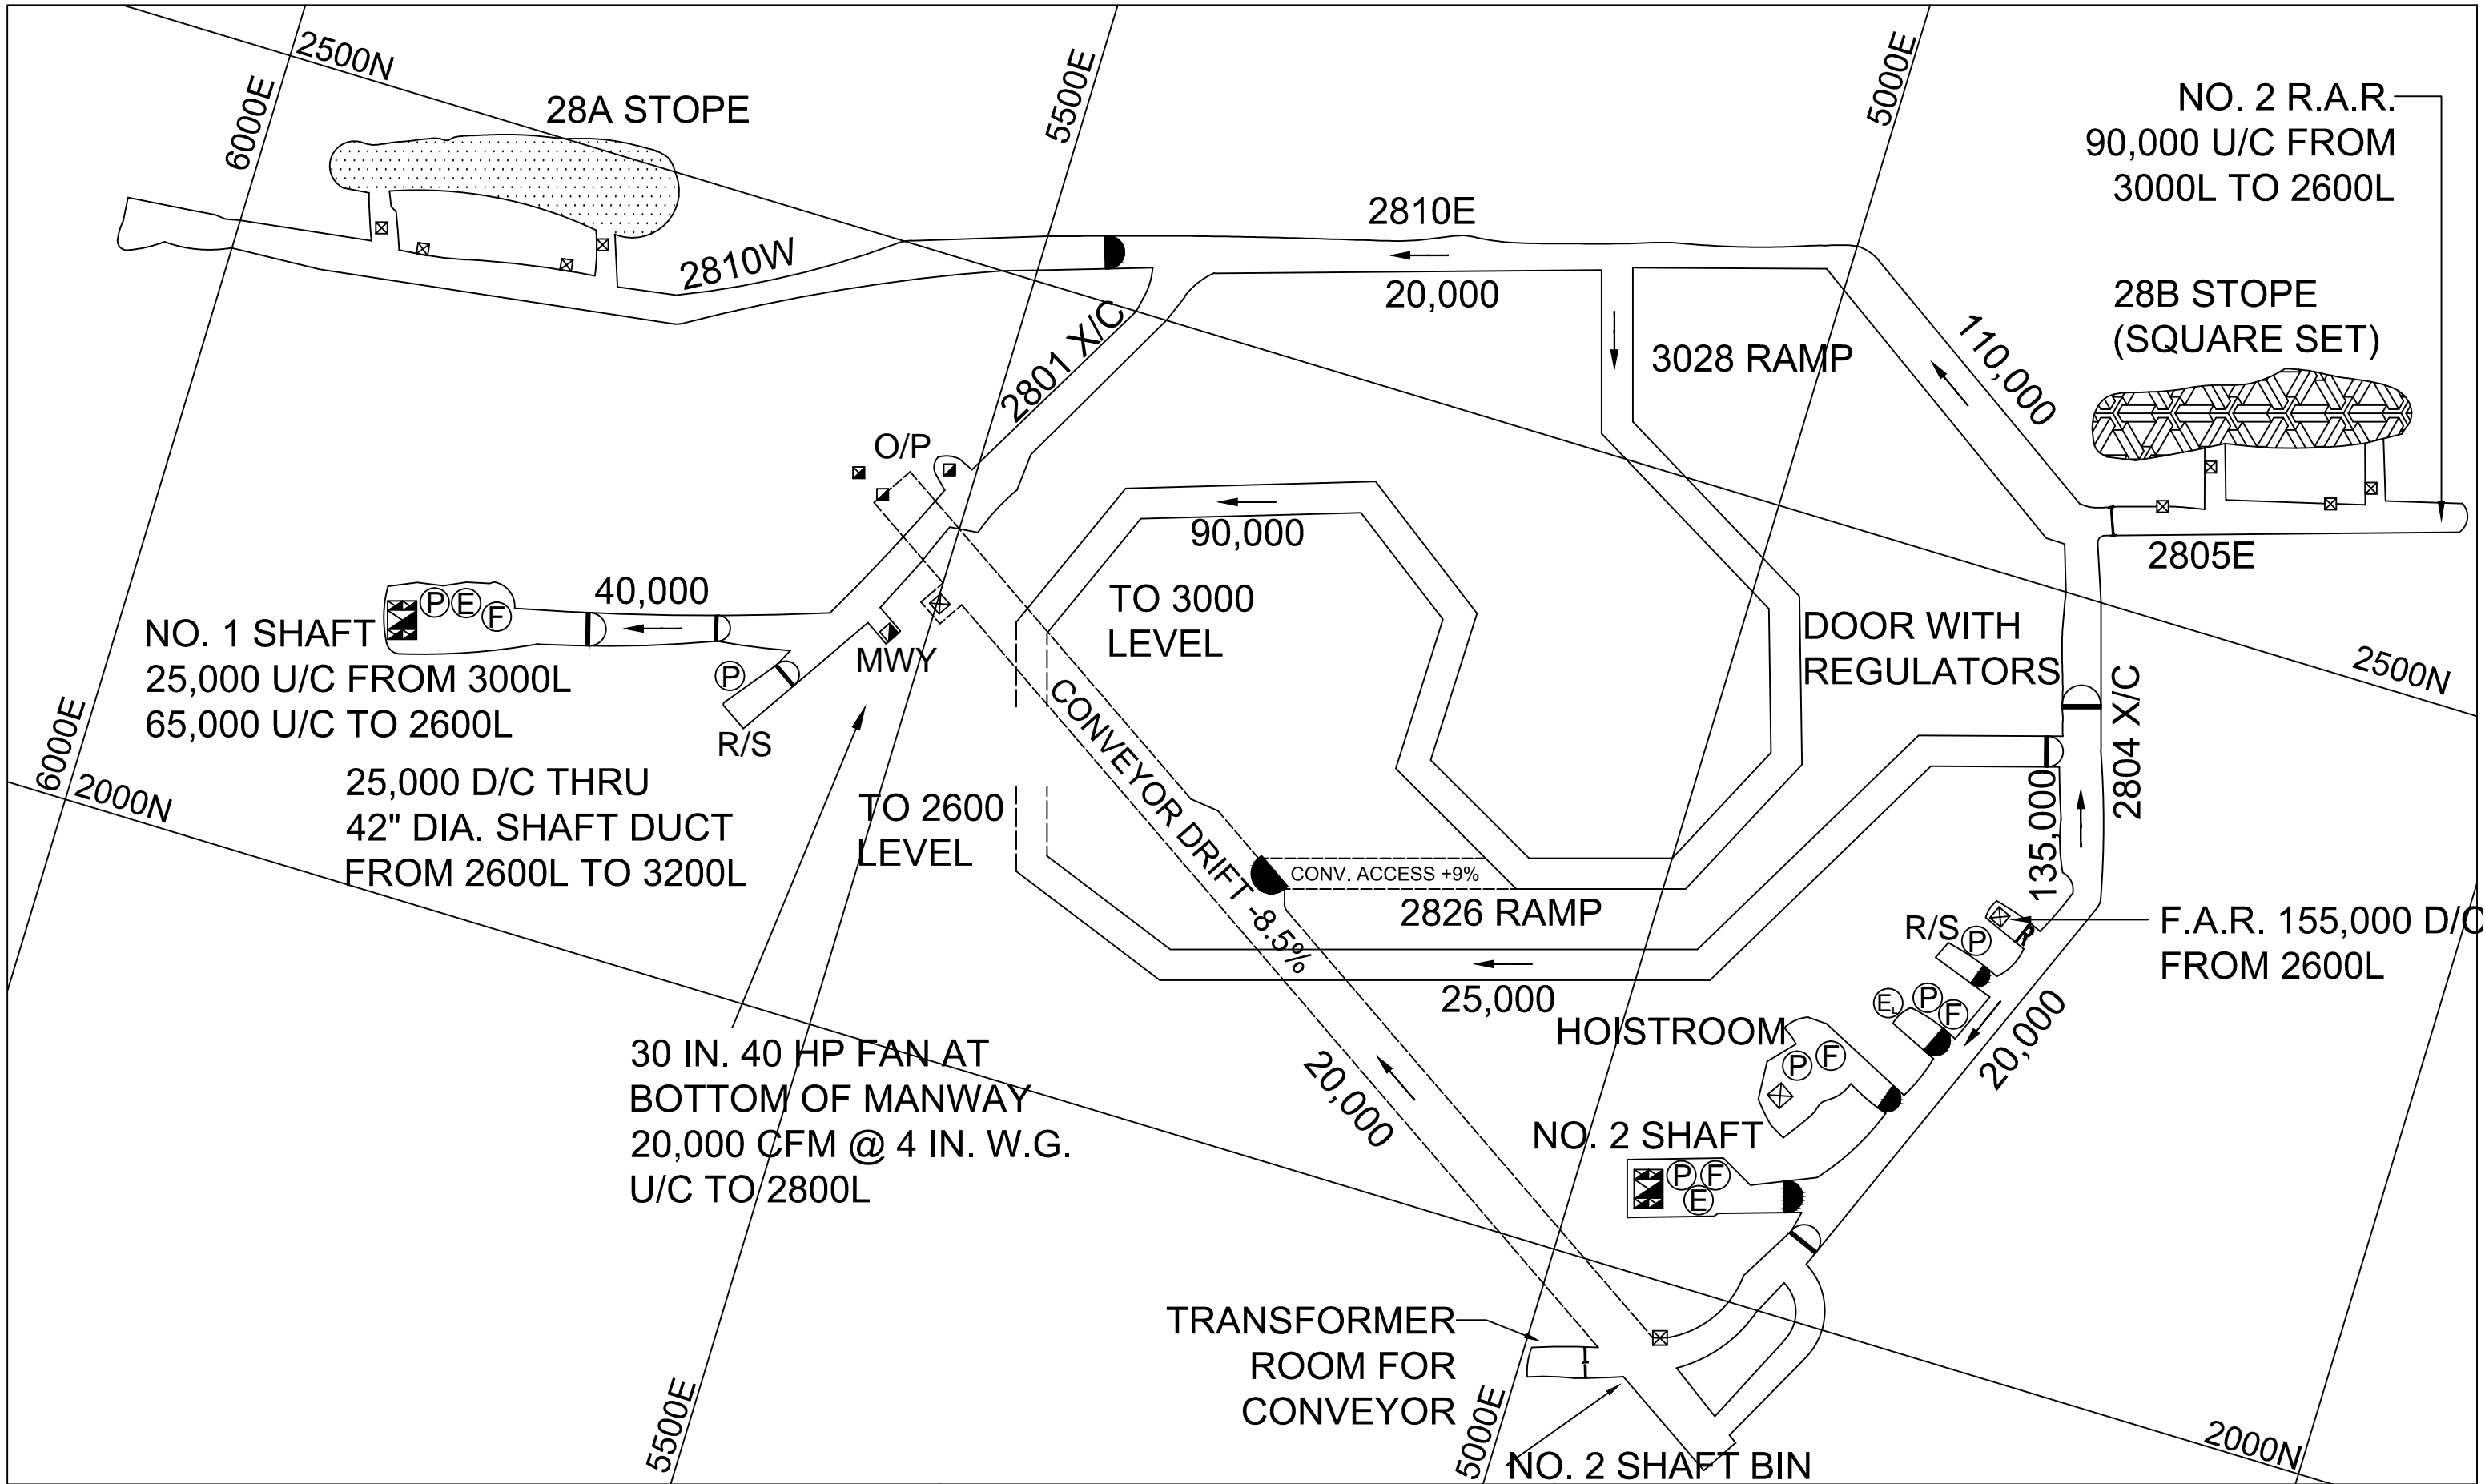 2500N
6000E
28A STOPE
5500E
5000E
NO. 2 R.A.R.
90,000 U/C FROM
3000L TO 2600L
2810E
2810W
20,000
28B STOPE
(SQUARE SET)
110,000
3028 RAMP
2801 X/C
O/P
90,000
2805E
TO 3000
LEVEL
40,000
P E F
NO. 1 SHAFT
25,000 U/C FROM 3000L
65,000 U/C TO 2600L
MWY
P
R/S
DOOR WITH
REGULATORS
2500N
2804 X/C
6000E
2000N
25,000 D/C THRU
42" DIA. SHAFT DUCT
FROM 2600L TO 3200L
TO 2600
LEVEL
CONVEYOR DRIFT -8.5%
CONV. ACCESS +9%
2826 RAMP
135,000
R/S P
F.A.R. 155,000 D/C
FROM 2600L
25,000
E L P F
20,000
HOISTROOM
P F
30 IN. 40 HP FAN AT
BOTTOM OF MANWAY
20,000 CFM @ 4 IN. W.G.
U/C TO 2800L
20,000
NO. 2 SHAFT
P F
E
TRANSFORMER
ROOM FOR
CONVEYOR
5500E
5000E
NO. 2 SHAFT BIN
2000N